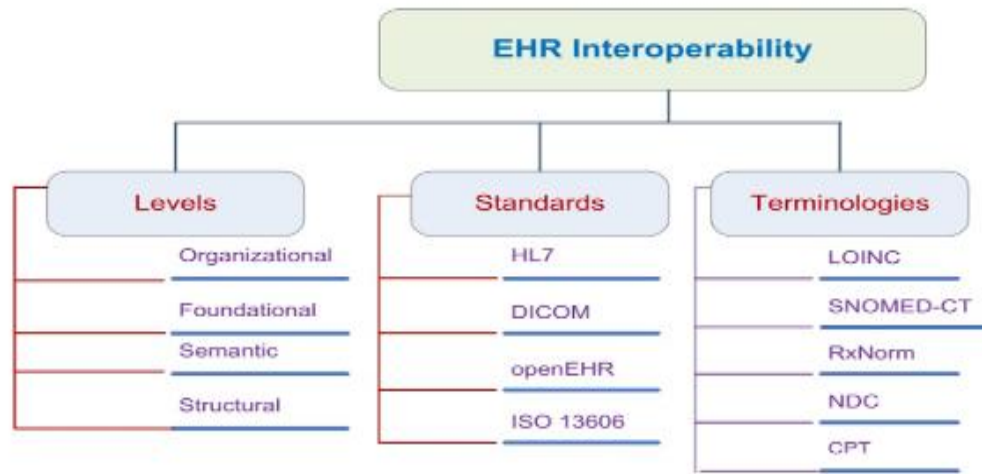 EHR Interoperability
Levels
Organizational
Foundational
Semantic
Structural
Standards
HL7
DICOM
openEHR
ISO 13606
Terminologies
LOINC
SNOMED-CT
RxNorm
NDC
CPT